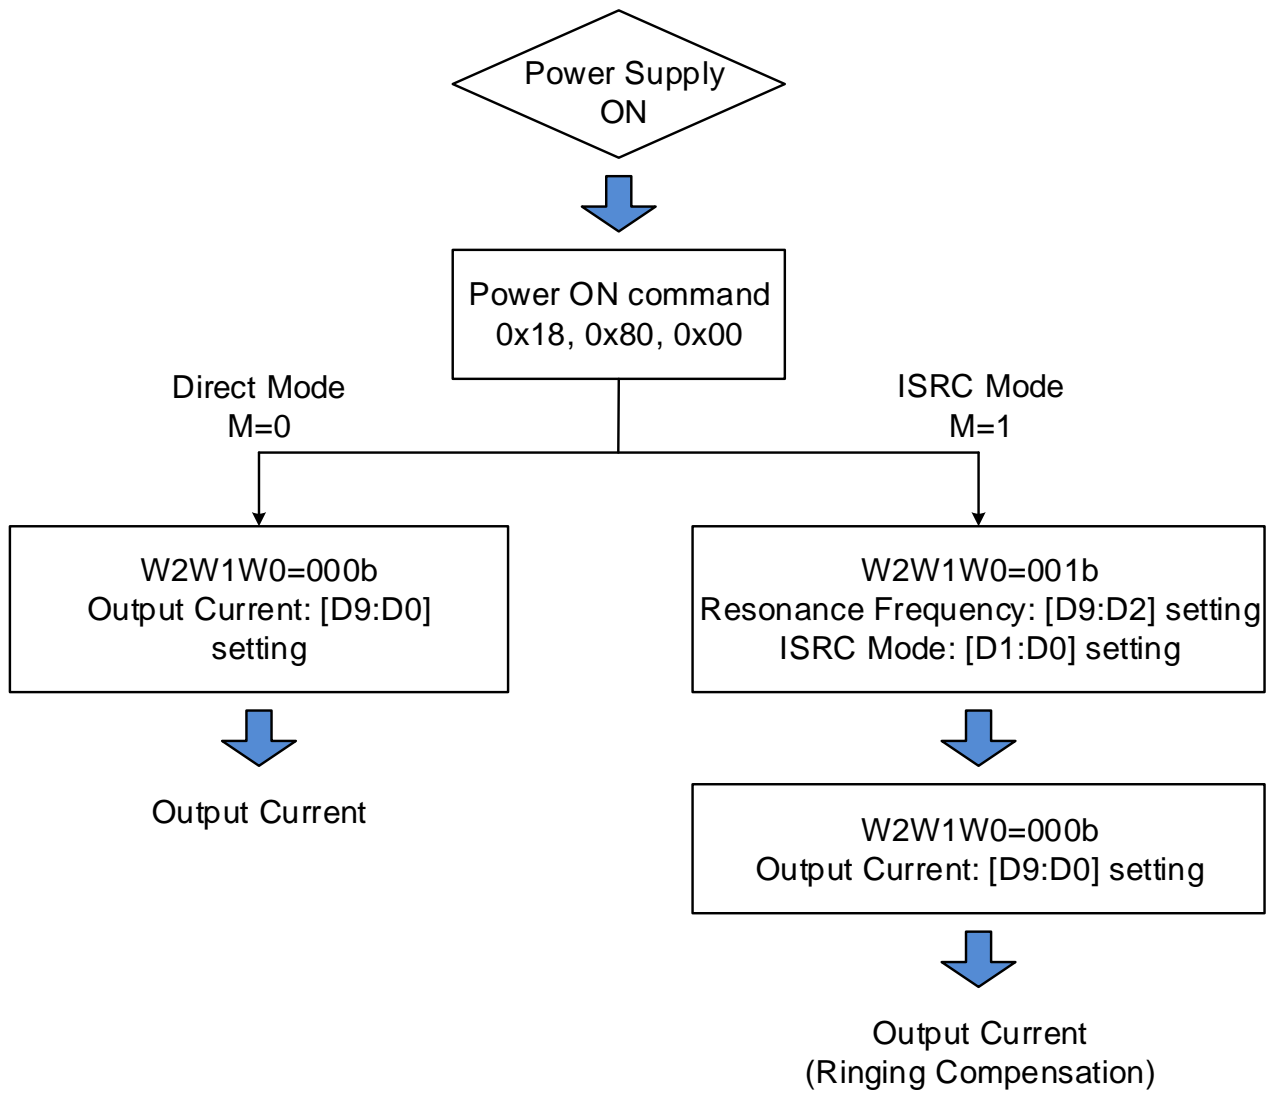 Power Supply
ON
Power ON command
0x18, 0x80, 0x00
Direct Mode
M=0
ISRC Mode
M=1
W2W1W0=000b
Output Current: [D9:D0]
setting
W2W1W0=001b
Resonance Frequency: [D9:D2] setting
ISRC Mode: [D1:D0] setting
Output Current
W2W1W0=000b
Output Current: [D9:D0] setting
Output Current
(Ringing Compensation)